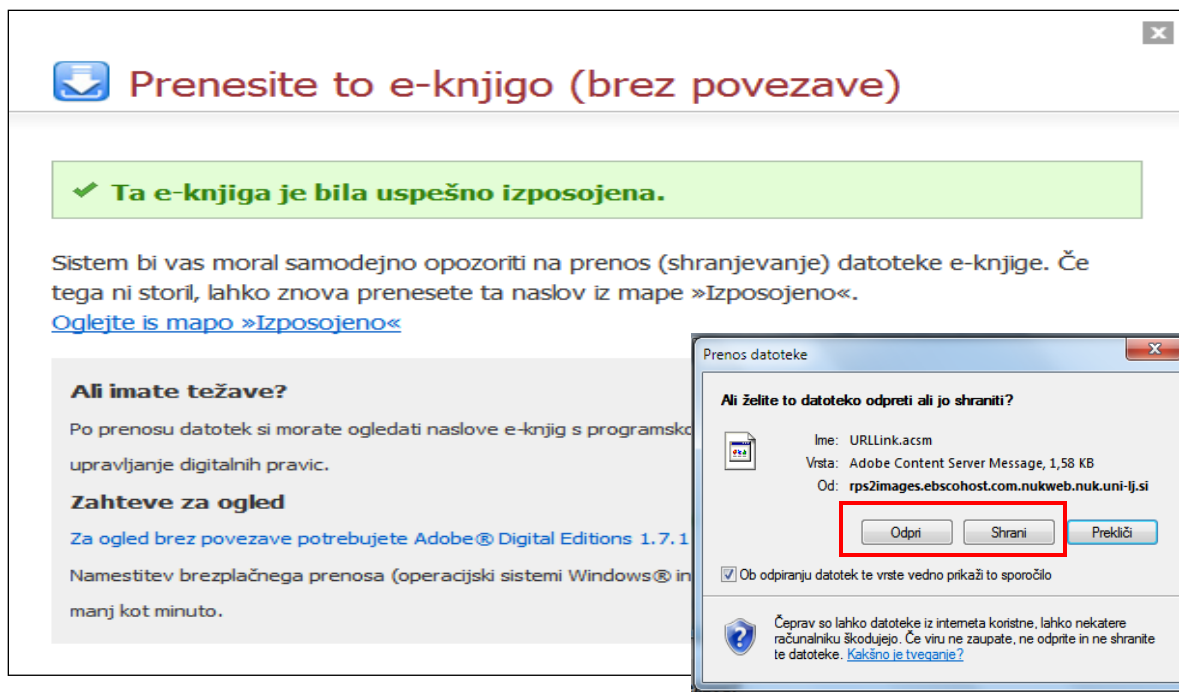 Prenesite to e-knjigo (brez povezave)
Ta e-knjiga je bila uspešno izposojena.
Sistem bi vas moral samodejno opozoriti na prenos (shranjevanje) datoteke e-knjige. Če
tega ni storil, lahko znova prenesete ta naslov iz mape »Izposojeno«.
Oglejte is mapo »Izposojeno«
Ali imate težave?
Po prenosu datotek si morate ogledati naslove e-knjig s programsko
upravljanje digitalnih pravic.
Zahteve za ogled
Za ogled brez povezave potrebujete Adobe® Digital Editions 1.7.1
Namestitev brezplačnega prenosa (operacijski sistemi Windows® in
manj kot minuto.
Prenos datoteke
Ali želite to datoteko odpreti ali jo shraniti?
Ime: URLLink.acsm
Vrsta: Adobe Content Server Message, 1,58 KB
Od: rps2images.ebscohost.com.nukweb.nuk.uni-lj.si
Odpri Shrani Prekliči
Ob odpiranju datotek te vrste vedno prikaži to sporočilo
Čeprav so lahko datoteke iz interneta koristne, lahko nekatere
računalniku škodujejo. Če viru ne zaupate, ne odprite in ne shranite
te datoteke. Kakšno je tveganje?